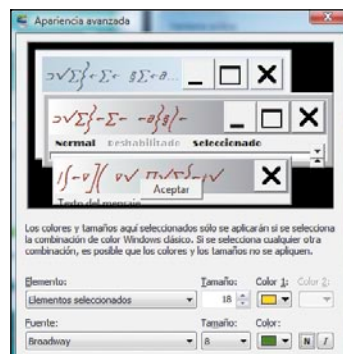 Apariencia avanzada
Normal Deshabilitado Seleccionado
Aceptar
Texto del mensaje
Los colores y tamaños aquí seleccionados sólo se aplicarán si se selecciona
la combinación de color Windows clásico. Si se selecciona cualquier otra
combinación, es posible que los colores y los tamaños no se apliquen.
Elemento: Tamaño: Color 1: Color 2:
Elementos seleccionados 18
Fuente: Tamaño: Color:
Broadway 8 N I